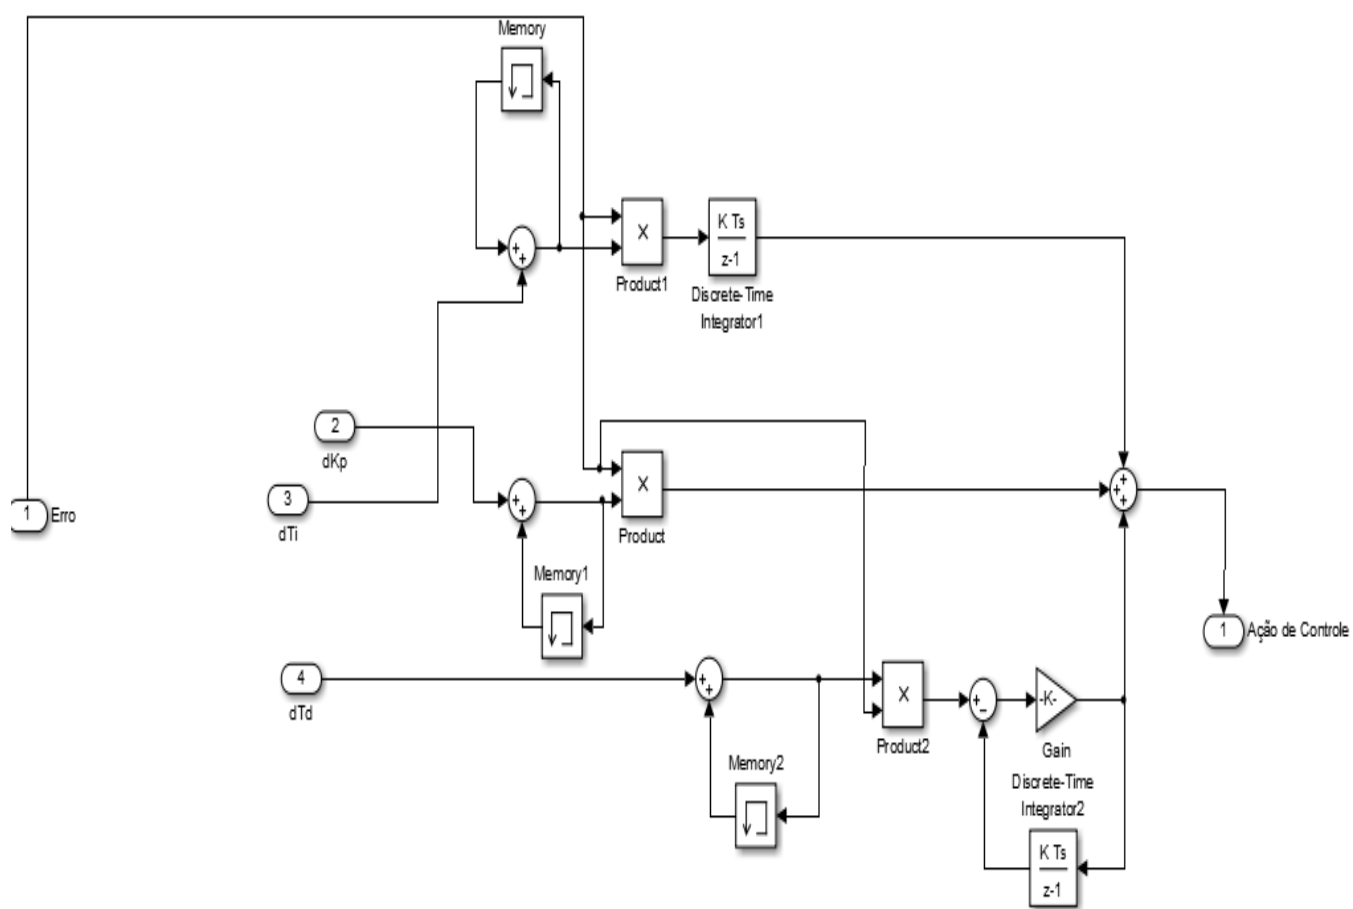 Memory
+
+
×
K Ts
z-1
Product1
Discrete-Time
Integrator1
2
dKp
3
dTi
1
Erro
+
+
×
Product
+
+
+
Memory1
1
Ação de Controle
4
dTd
+
+
×
Product2
+
−
-K-
Gain
Memory2
Discrete-Time
Integrator2
K Ts
z-1